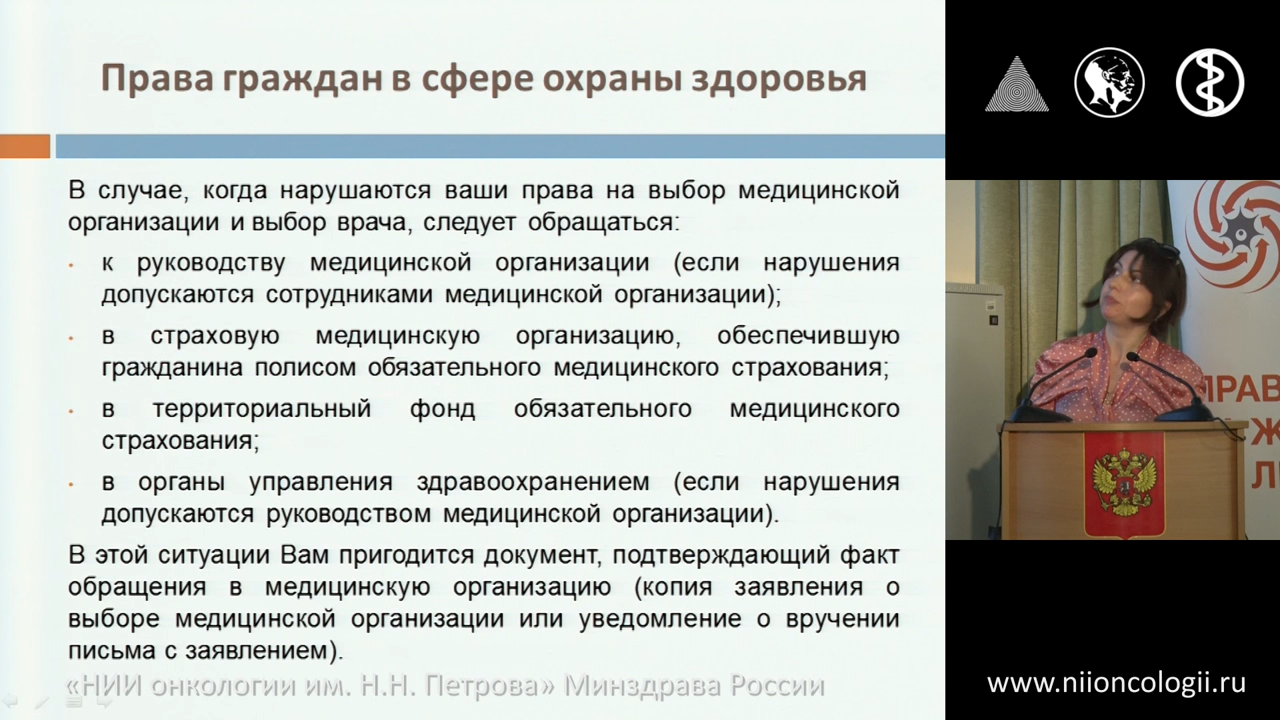 Права граждан в сфере охраны здоровья
В случае, когда нарушаются ваши права на выбор медицинской
организации и выбор врача, следует обращаться:
• к руководству медицинской организации (если нарушения
допускаются сотрудниками медицинской организации);
• в страховую медицинскую организацию, обеспечившую
гражданина полисом обязательного медицинского страхования;
• в территориальный фонд обязательного медицинского
страхования;
• в органы управления здравоохранением (если нарушения
допускаются руководством медицинской организации).
В этой ситуации Вам пригодится документ, подтверждающий факт
обращения в медицинскую организацию (копия заявления о
выборе медицинской организации или уведомление о вручении
письма с заявлением).
«НИИ онкологии им. Н.Н. Петрова» Минздрава России
www.niioncologii.ru